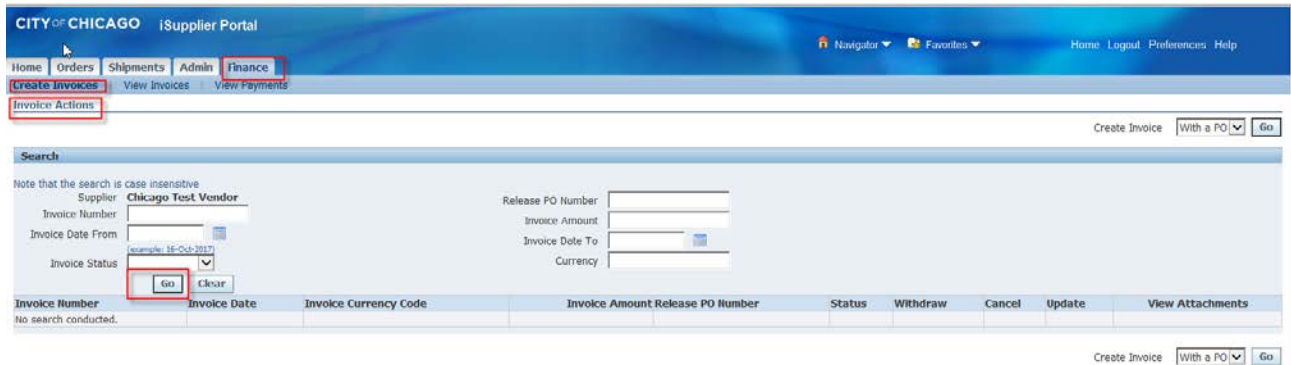 CITY OF CHICAGO iSupplier Portal
Navigator Favorites Home Logout Preferences Help
Home Orders Shipments Admin Finance
Create Invoices View Invoices View Payments
Invoice Actions
Create Invoice With a PO Go
Search
Note that the search is case insensitive
Supplier Chicago Test Vendor
Release PO Number
Invoice Number
Invoice Amount
Invoice Date From
(example: 16-Oct-2017)
Invoice Date To
Invoice Status
Currency
Go Clear
Invoice Number Invoice Date Invoice Currency Code Invoice Amount Release PO Number Status Withdraw Cancel Update View Attachments
No search conducted.
Create Invoice With a PO Go